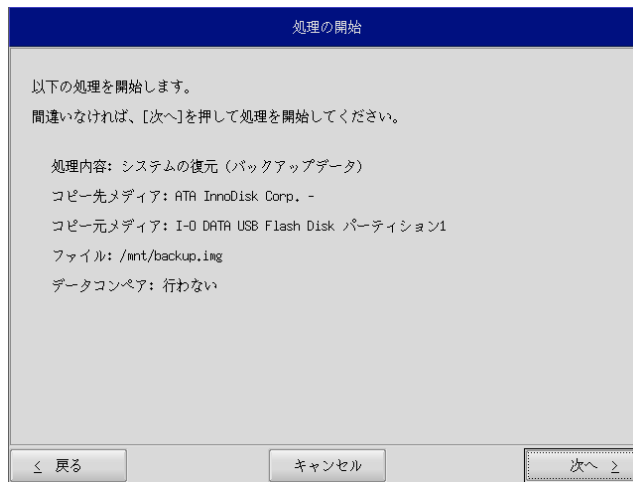 処理の開始
以下の処理を開始します。
間違いなければ、[次へ]を押して処理を開始してください。
処理内容: システムの復元（バックアップデータ）
コピー先メディア: ATA InnoDisk Corp. -
コピー元メディア: I-O DATA USB Flash Disk パーティション1
ファイル: /mnt/backup.img
データコンペア: 行わない
< 戻る
キャンセル
次へ >